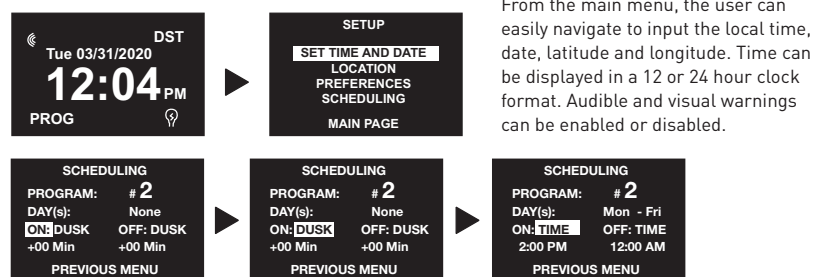 DST
Tue 03/31/2020
12:04 PM
PROG
SETUP
SET TIME AND DATE
LOCATION
PREFERENCES
SCHEDULING
MAIN PAGE
From the main menu, the user can
easily navigate to input the local time,
date, latitude and longitude. Time can
be displayed in a 12 or 24 hour clock
format. Audible and visual warnings
can be enabled or disabled.
SCHEDULING
PROGRAM: # 2
DAY(s): None
ON: DUSK OFF: DUSK
+00 Min +00 Min
PREVIOUS MENU
SCHEDULING
PROGRAM: # 2
DAY(s): None
ON: DUSK OFF: DUSK
+00 Min +00 Min
PREVIOUS MENU
SCHEDULING
PROGRAM: # 2
DAY(s): Mon - Fri
ON: TIME OFF: TIME
2:00 PM 12:00 AM
PREVIOUS MENU